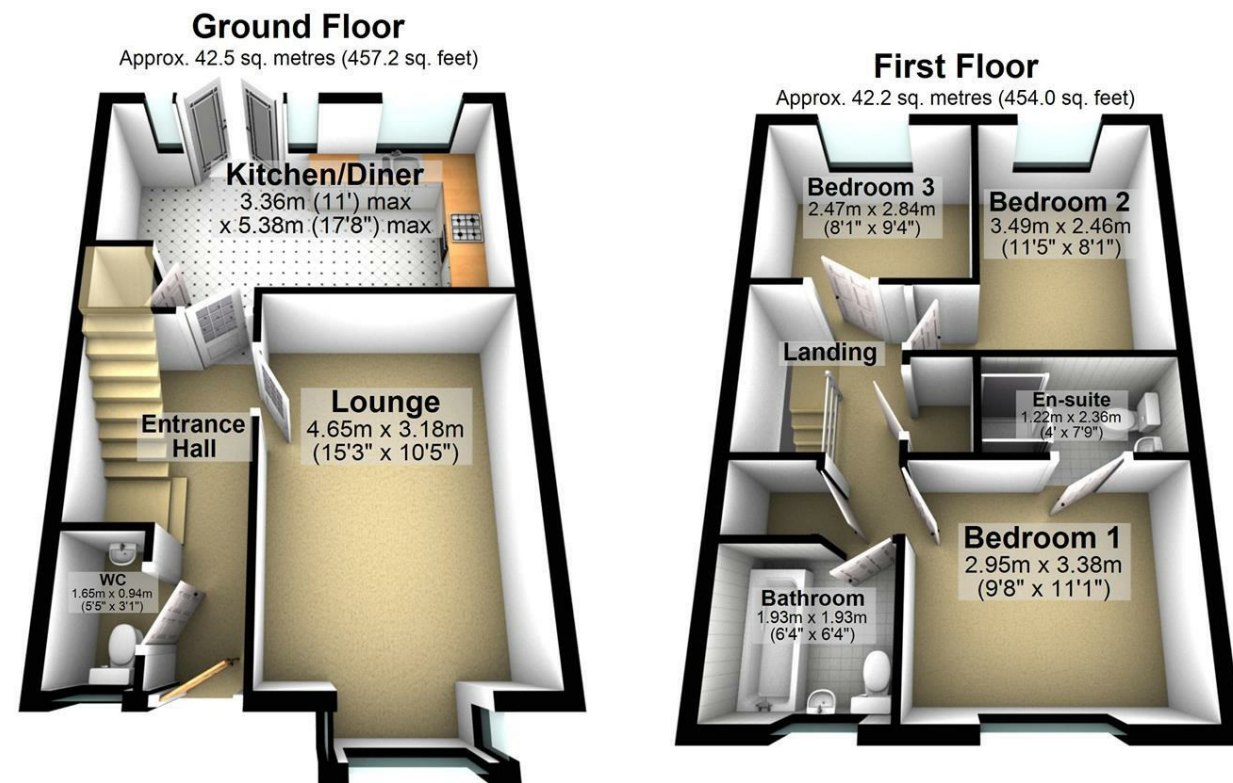 Ground Floor
Approx. 42.5 sq. metres (457.2 sq. feet)
Kitchen/Diner
3.36m (11') max
x 5.38m (17'8") max
Lounge
4.65m x 3.18m
(15'3" x 10'5")
Entrance
Hall
WC
1.65m x 0.94m
(5'5" x 3'1")
First Floor
Approx. 42.2 sq. metres (454.0 sq. feet)
Bedroom 3
2.47m x 2.84m
(8'1" x 9'4")
Bedroom 2
3.49m x 2.46m
(11'5" x 8'1")
Landing
En-suite
1.22m x 2.36m
(4' x 7'9")
Bedroom 1
2.95m x 3.38m
(9'8" x 11'1")
Bathroom
1.93m x 1.93m
(6'4" x 6'4")